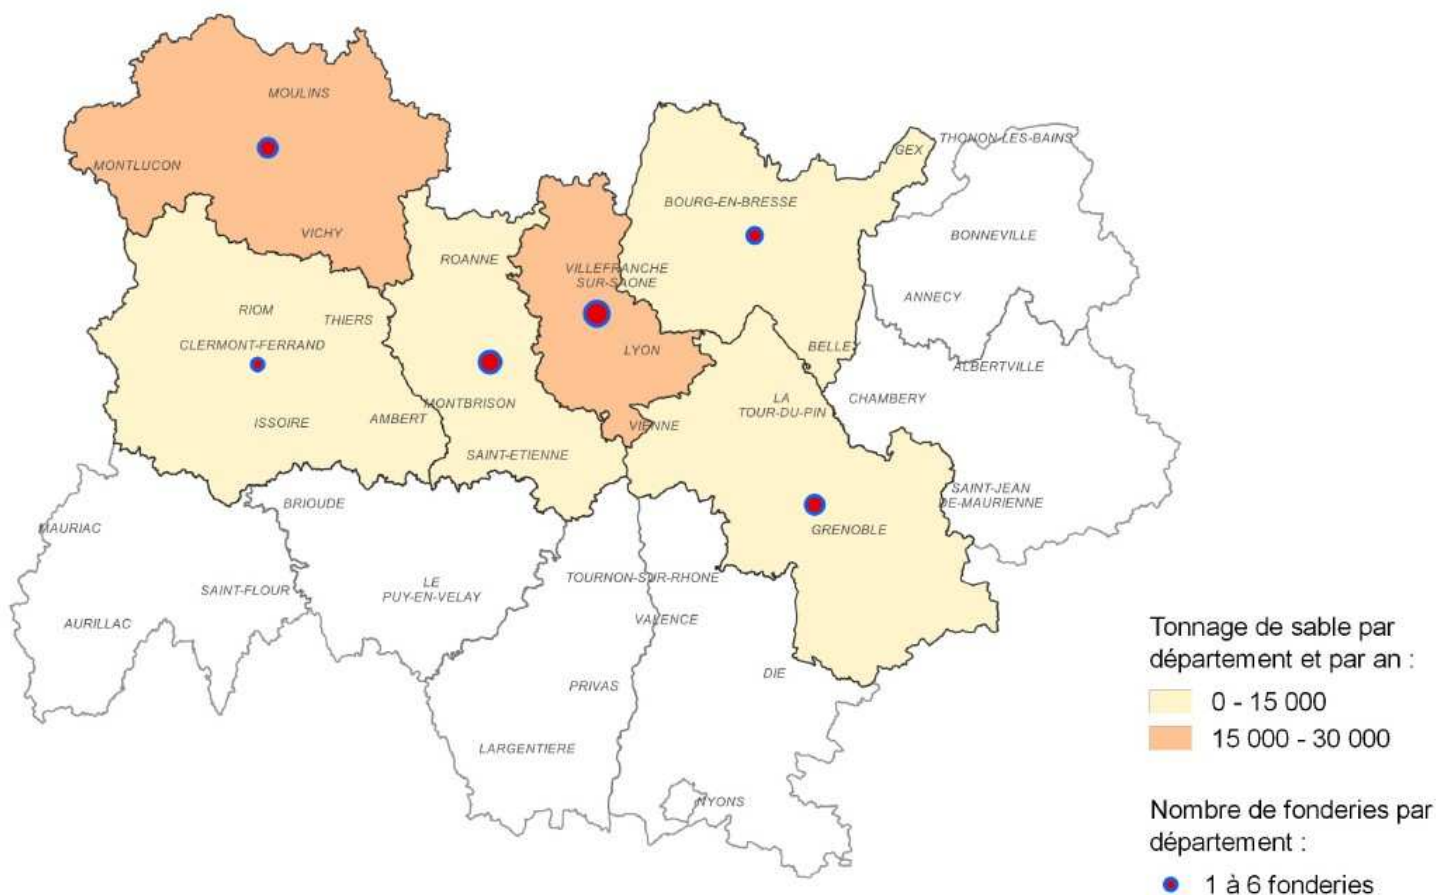 MOULINS
MONTLUCON
VICHY
THONON-LES-BAINS
GEX
BOURG-EN-BRESSE
BONNEVILLE
ROANNE
VILLEFRANCHE
SUR-SAONE
ANNECY
RIOM
THIERS
CLERMONT-FERRAND
LYON
BELLEY
ALBERTVILLE
MONTBRISON
LA
TOUR-DU-PIN
CHAMBERY
ISSOIRE
AMBERT
VIENNE
SAINT-ETIENNE
SAINT-JEAN
DE-MAURIENNE
BRIOUDE
MAURIAC
GRENOBLE
SAINT-FLOUR
LE
PUY-EN-VELAY
TOURNON-SUR-RHONE
AURILLAC
VALENCE
DIE
PRIVAS
LARGENTIERE
NYONS
Tonnage de sable par
département et par an :
0 - 15 000
15 000 - 30 000
Nombre de fonderies par
département :
1 à 6 fonderies